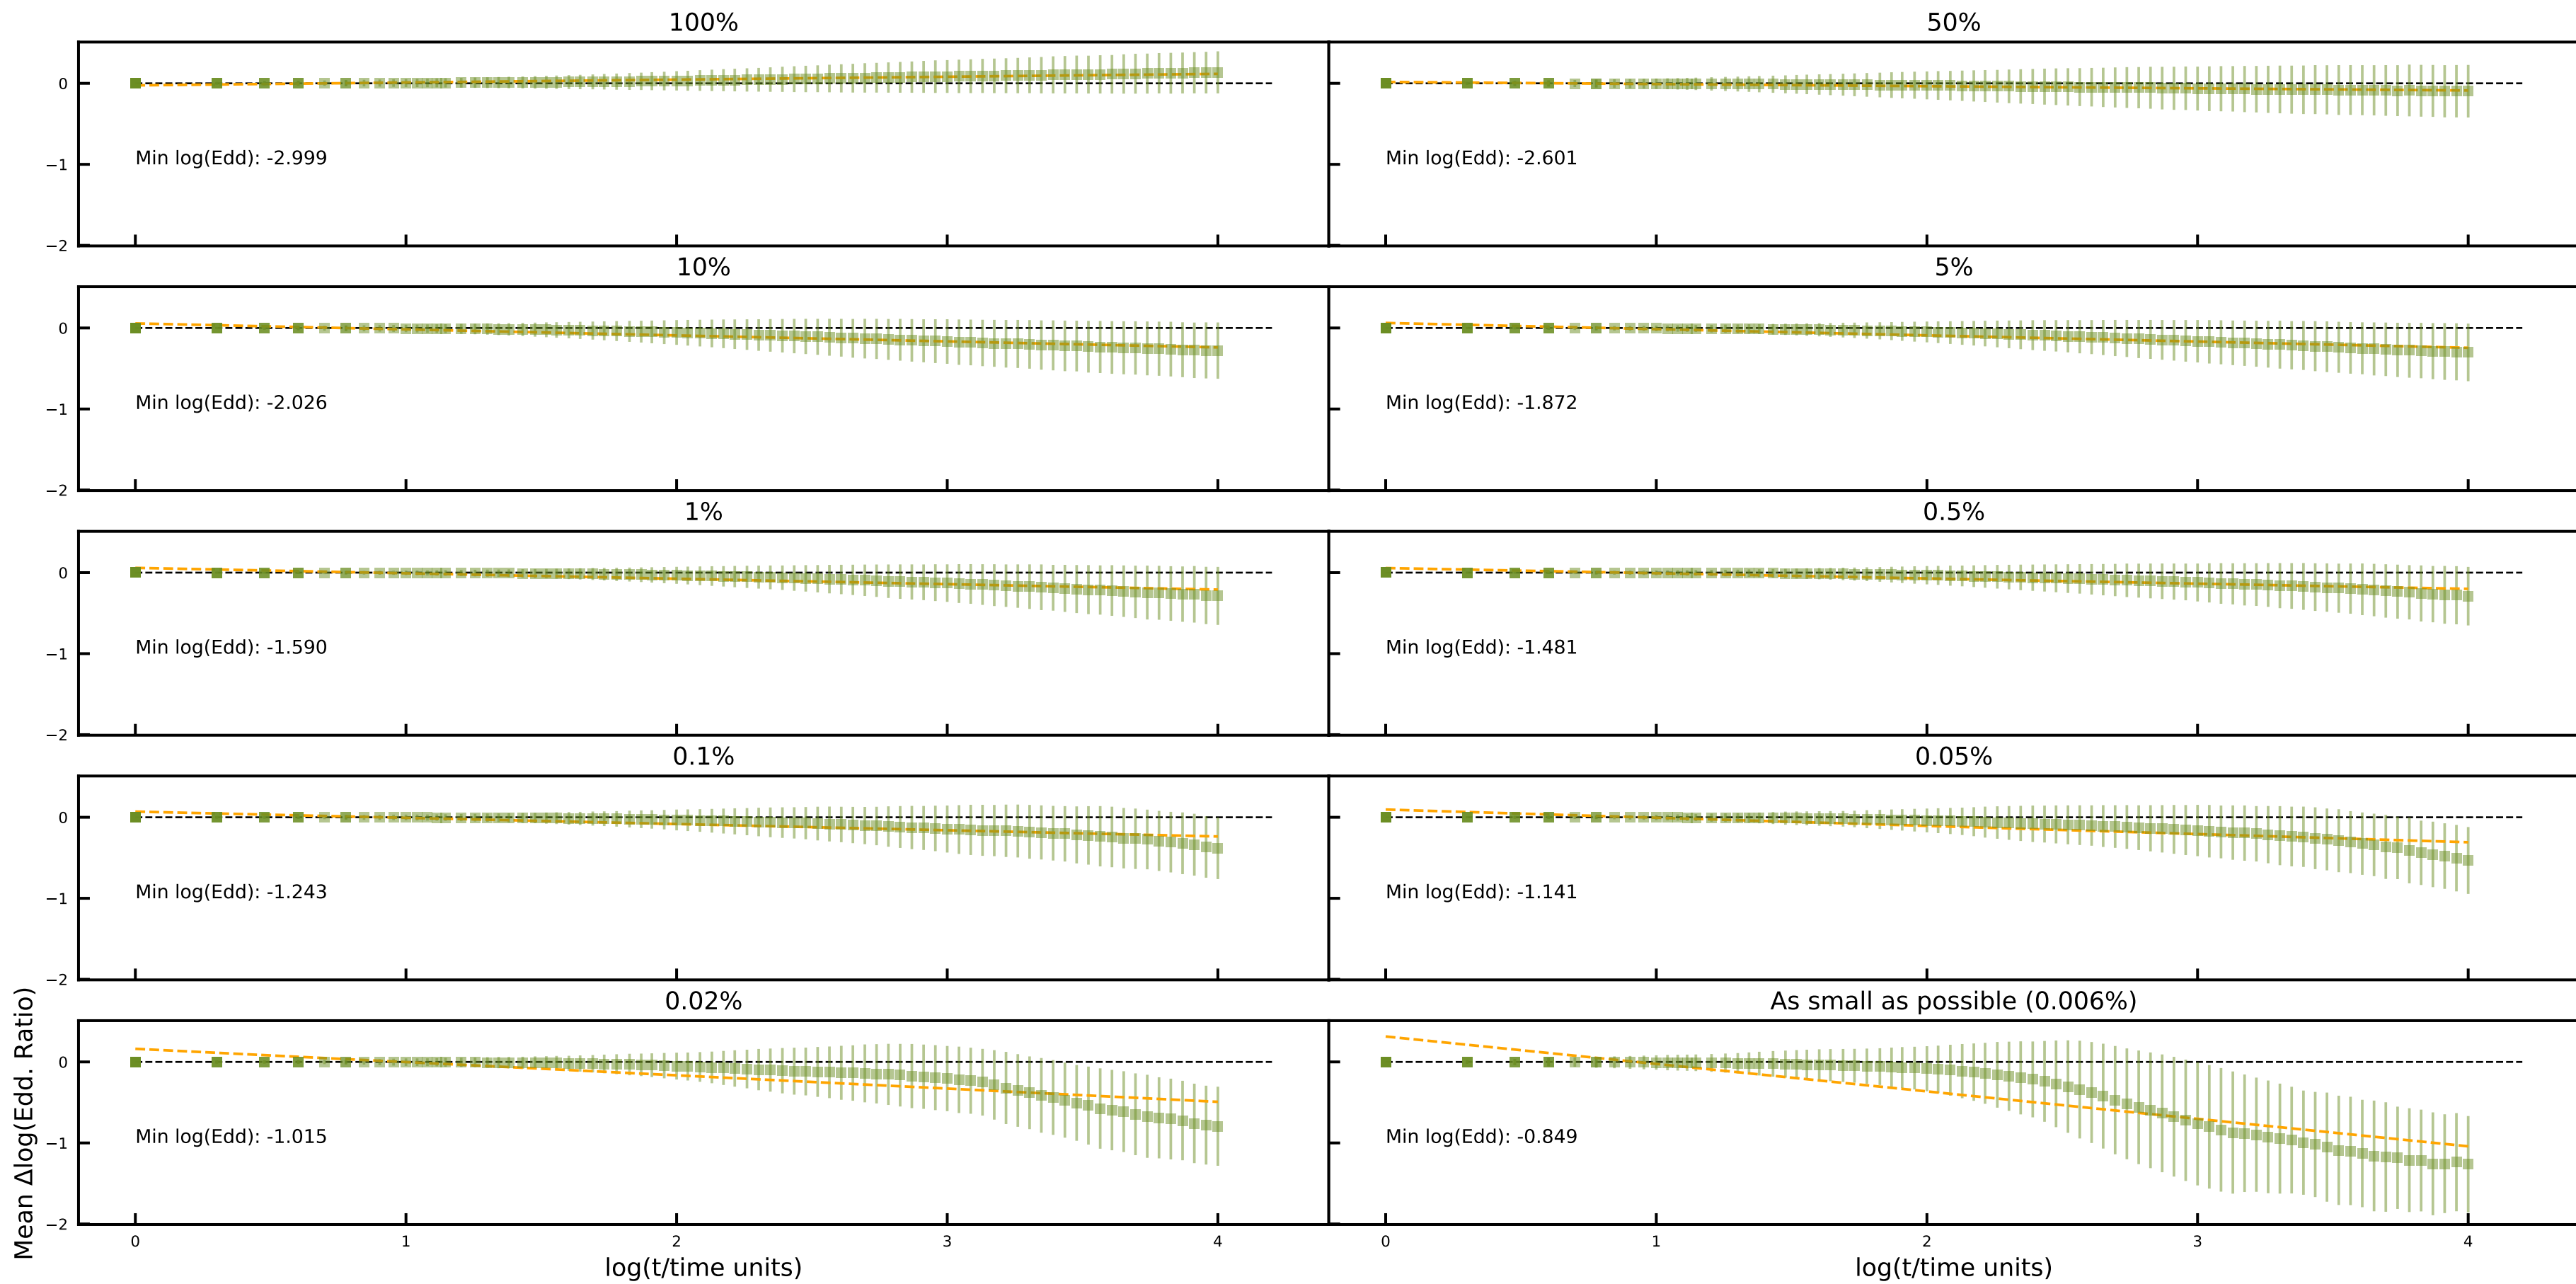 100%
50%
0
−1
−2
Min log(Edd): -2.999
Min log(Edd): -2.601
10%
5%
0
−1
−2
Min log(Edd): -2.026
Min log(Edd): -1.872
1%
0.5%
0
−1
−2
Min log(Edd): -1.590
Min log(Edd): -1.481
0.1%
0.05%
0
−1
−2
Min log(Edd): -1.243
Min log(Edd): -1.141
0.02%
As small as possible (0.006%)
0
−1
−2
Min log(Edd): -1.015
Min log(Edd): -0.849
Mean Δlog(Edd. Ratio)
0 1 2 3 4
0 1 2 3 4
log(t/time units)
log(t/time units)